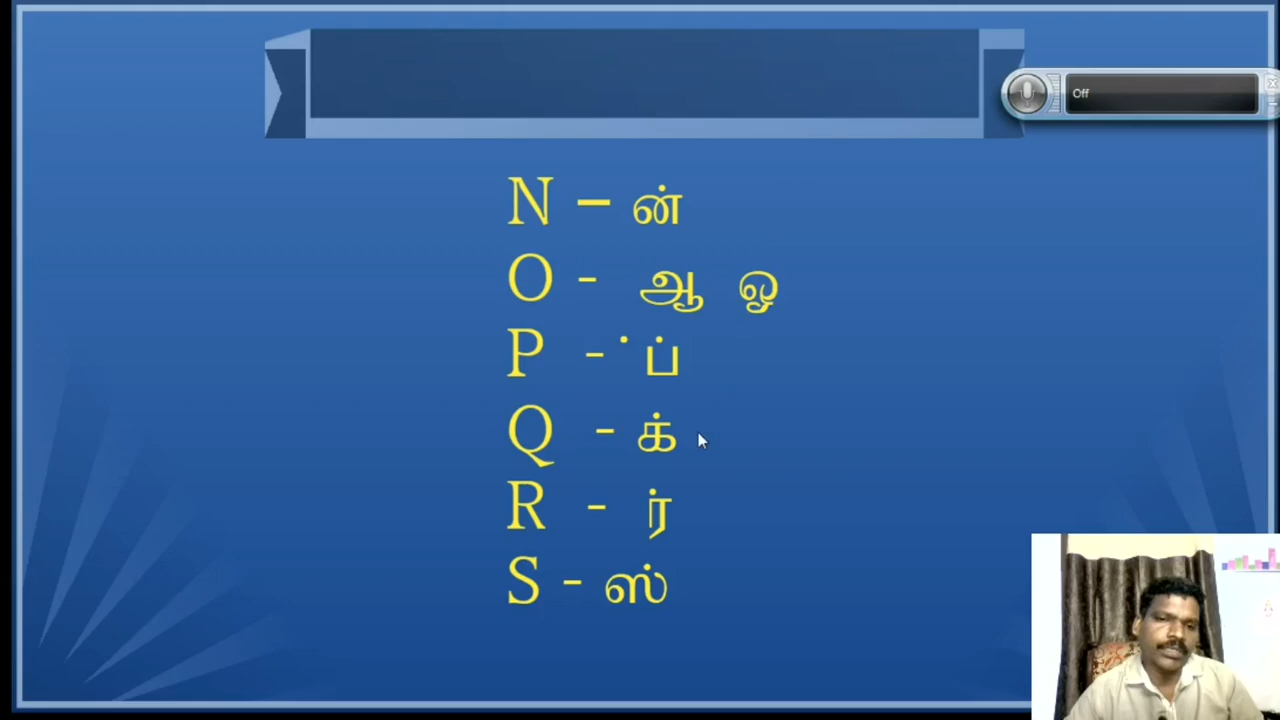 Off
N – ன்
O - ஆ ஓ
P - ˙ ப்
Q - க்
R - ர்
S - ஸ்